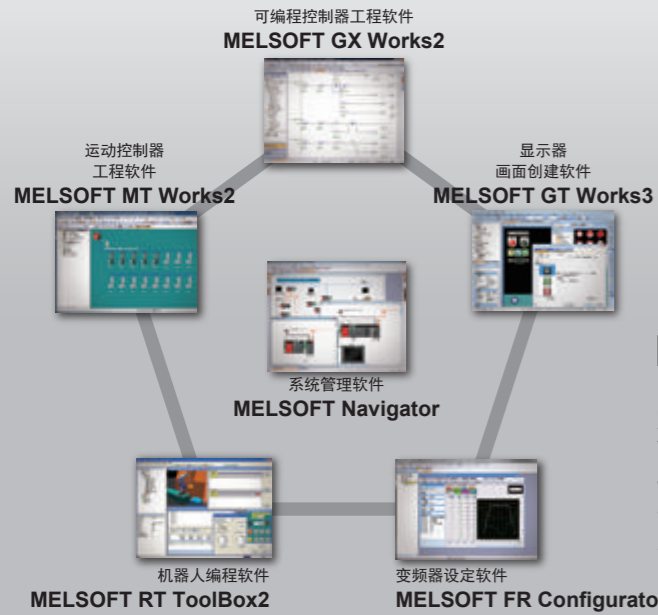 可编程控制器工程软件
MELSOFT GX Works2
运动控制器
工程软件
MELSOFT MT Works2
显示器
画面创建软件
MELSOFT GT Works3
系统管理软件
MELSOFT Navigator
机器人编程软件
MELSOFT RT ToolBox2
变频器设定软件
MELSOFT FR Configurato